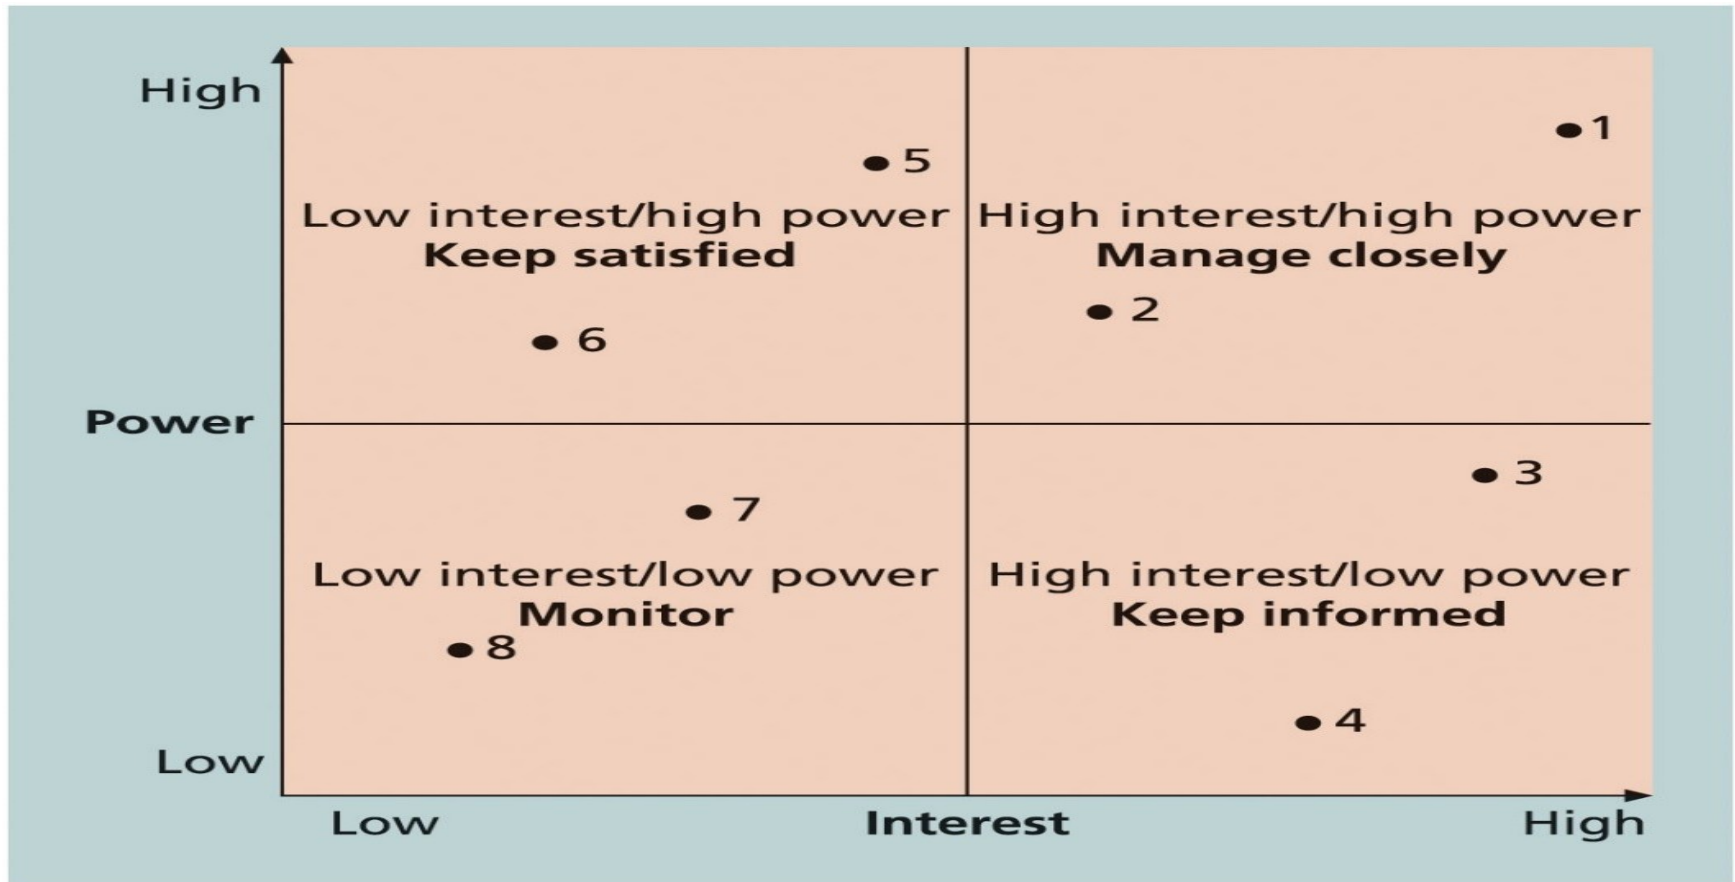 High
1
5
Low interest/high power
Keep satisfied
High interest/high power
Manage closely
2
6
Power
3
7
Low interest/low power
Monitor
High interest/low power
Keep informed
8
4
Low
Low
Interest
High